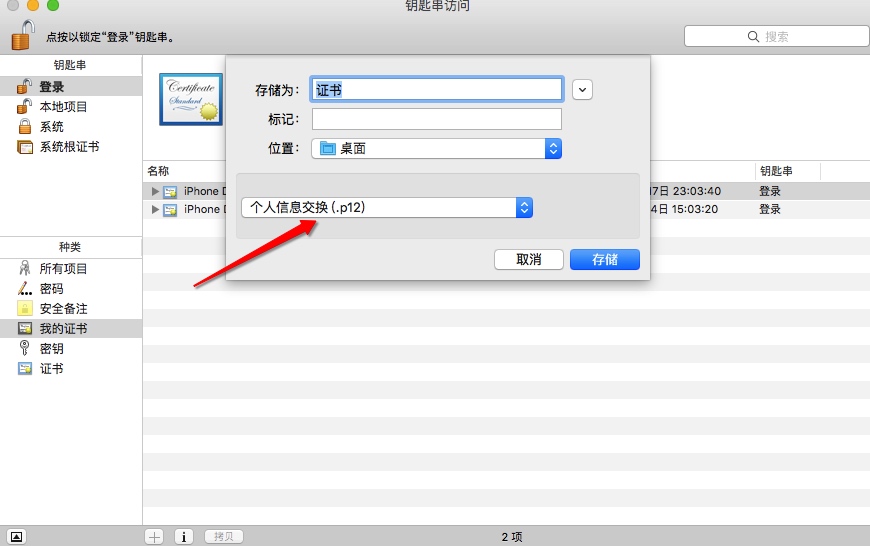 钥匙串访问
点按以锁定“登录”钥匙串。
搜索
钥匙串
登录
本地项目
系统
系统根证书
Certificate
Standard
存储为：
证书
标记：
位置：
桌面
个人信息交换 (.p12)
取消
存储
名称
钥匙串
iPhone D
17日 23:03:40
登录
iPhone D
4日 15:03:20
登录
种类
所有项目
密码
安全备注
我的证书
密钥
证书
拷贝
2 项